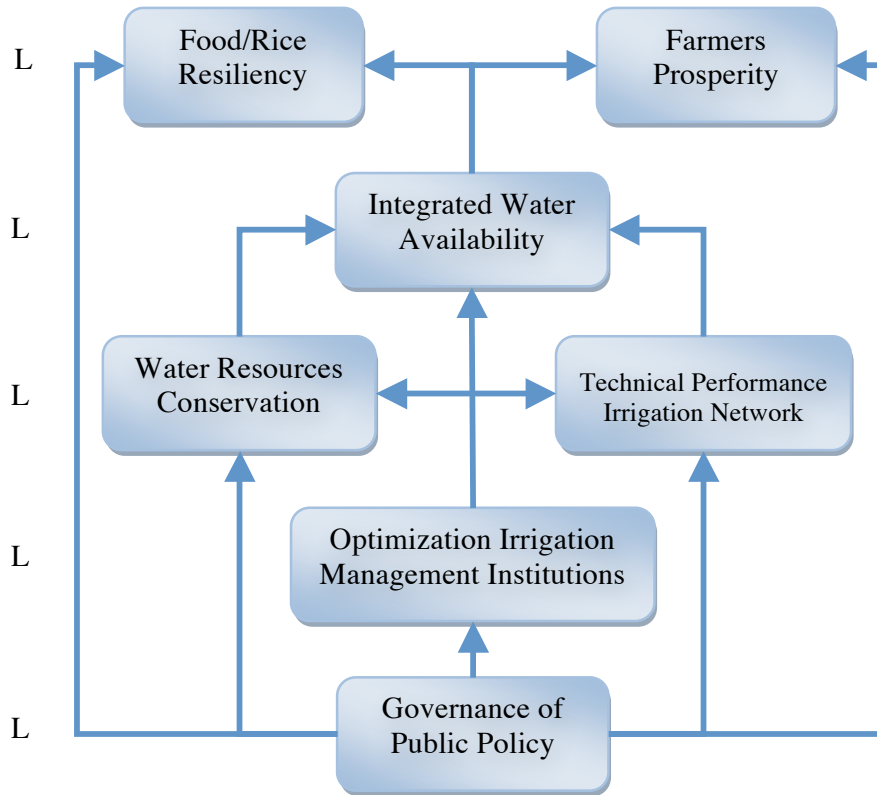 L
Food/Rice
Resiliency
Farmers
Prosperity
L
Integrated Water
Availability
L
Water Resources
Conservation
Technical Performance
Irrigation Network
L
Optimization Irrigation
Management Institutions
L
Governance of
Public Policy